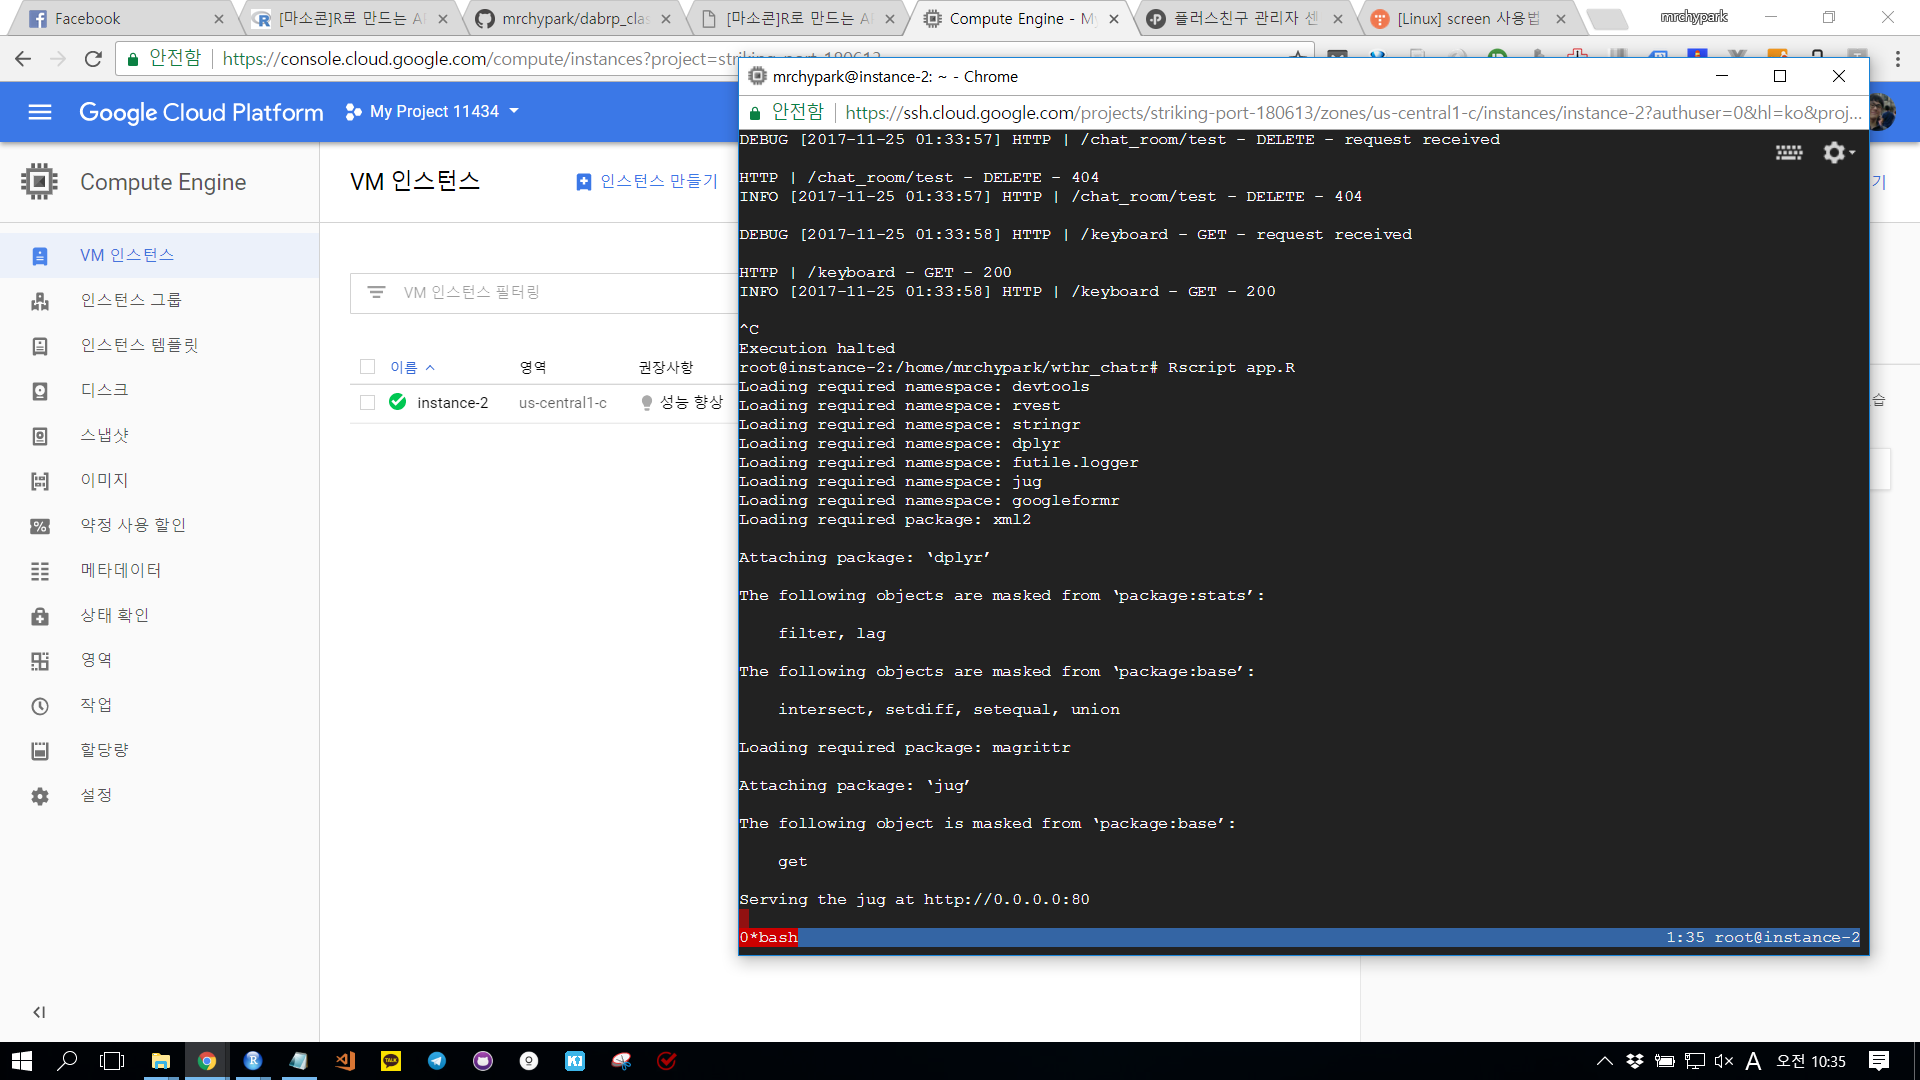 Facebook
[마소콘]R로 만드는 A
mrchypark/dabrp_clas
[마소콘]R로 만드는 A
Compute Engine - My
플러스친구 관리자 센
[Linux] screen 사용법
mrchypark
안전함
https://console.cloud.google.com/compute/instances?project=striking-port-180613
Google Cloud Platform
My Project 11434
Compute Engine
VM 인스턴스
인스턴스 만들기
VM 인스턴스
인스턴스 그룹
인스턴스 템플릿
디스크
스냅샷
이미지
약정 사용 할인
메타데이터
상태 확인
영역
작업
할당량
설정
VM 인스턴스 필터링
이름 영역 권장사항
instance-2 us-central1-c 성능 향상
기
습
mrchypark@instance-2: ~ - Chrome
안전함
https://ssh.cloud.google.com/projects/striking-port-180613/zones/us-central1-c/instances/instance-2?authuser=0&hl=ko&proj...
DEBUG [2017-11-25 01:33:57] HTTP | /chat_room/test - DELETE - request received
HTTP | /chat_room/test - DELETE - 404
INFO [2017-11-25 01:33:57] HTTP | /chat_room/test - DELETE - 404
DEBUG [2017-11-25 01:33:58] HTTP | /keyboard - GET - request received
HTTP | /keyboard - GET - 200
INFO [2017-11-25 01:33:58] HTTP | /keyboard - GET - 200
^C
Execution halted
root@instance-2:/home/mrchypark/wthr_chatr# Rscript app.R
Loading required namespace: devtools
Loading required namespace: rvest
Loading required namespace: stringr
Loading required namespace: dplyr
Loading required namespace: futile.logger
Loading required namespace: jug
Loading required namespace: googleformr
Loading required package: xml2
Attaching package: ‘dplyr’
The following objects are masked from ‘package:stats’:
filter, lag
The following objects are masked from ‘package:base’:
intersect, setdiff, setequal, union
Loading required package: magrittr
Attaching package: ‘jug’
The following object is masked from ‘package:base’:
get
Serving the jug at http://0.0.0.0:80
0*bash
1:35 root@instance-2
A
오전 10:35